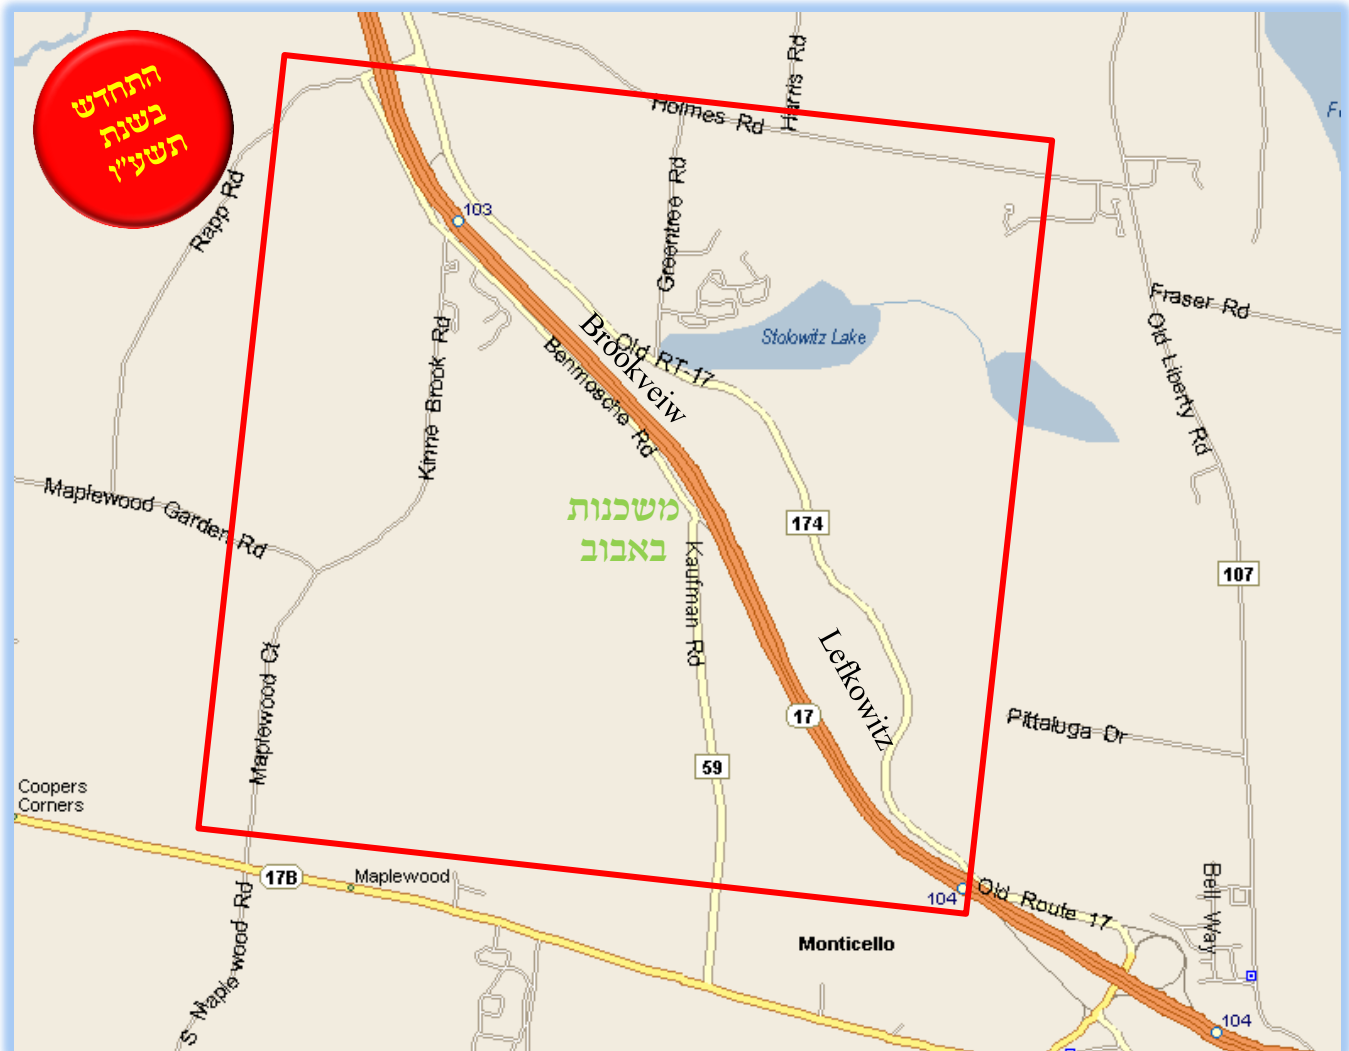 התחדש
בשנת
תשע"ו
Rapp Rd
103
Holmes Rd
Harris Rd
Greentree Rd
Stolowitz Lake
Fraser Rd
Old Liberty Rd
Kinne Brook Rd
Brookveiw
Old RT-17
Benmosche Rd
Maplewood Garden Rd
משכנות
באבוב
174
107
Kaufman Rd
Lefkowitz
Maplewood Ct
17
Pittaluga Dr
59
Coopers
Corners
17B
Maplewood
104
Old Route 17
Bell Way
Monticello
S Maplewood Rd
104